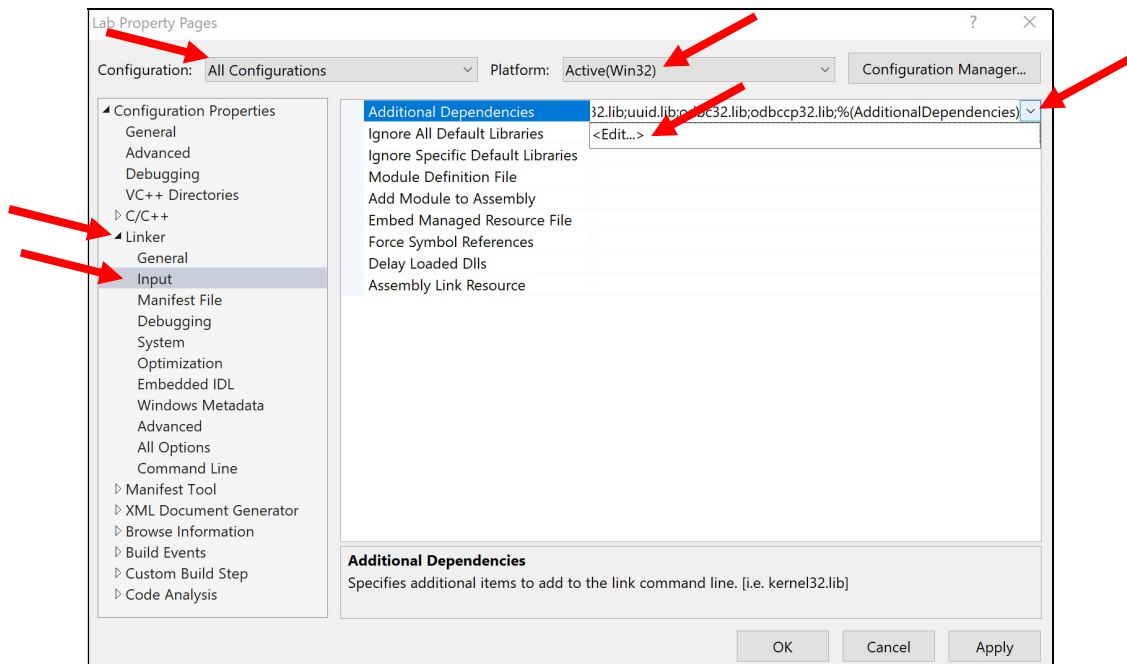 Lab Property Pages ? ×
Configuration: All Configurations Platform: Active(Win32) Configuration Manager...
Configuration Properties
General
Advanced
Debugging
VC++ Directories
C/C++
Linker
General
Input
Manifest File
Debugging
System
Optimization
Embedded IDL
Windows Metadata
Advanced
All Options
Command Line
Manifest Tool
XML Document Generator
Browse Information
Build Events
Custom Build Step
Code Analysis
Additional Dependencies 32.lib;uuid.lib;odbc32.lib;odbccp32.lib;%(AdditionalDependencies)
Ignore All Default Libraries <Edit...>
Ignore Specific Default Libraries
Module Definition File
Add Module to Assembly
Embed Managed Resource File
Force Symbol References
Delay Loaded Dlls
Assembly Link Resource
Additional Dependencies
Specifies additional items to add to the link command line. [i.e. kernel32.lib]
OK Cancel Apply